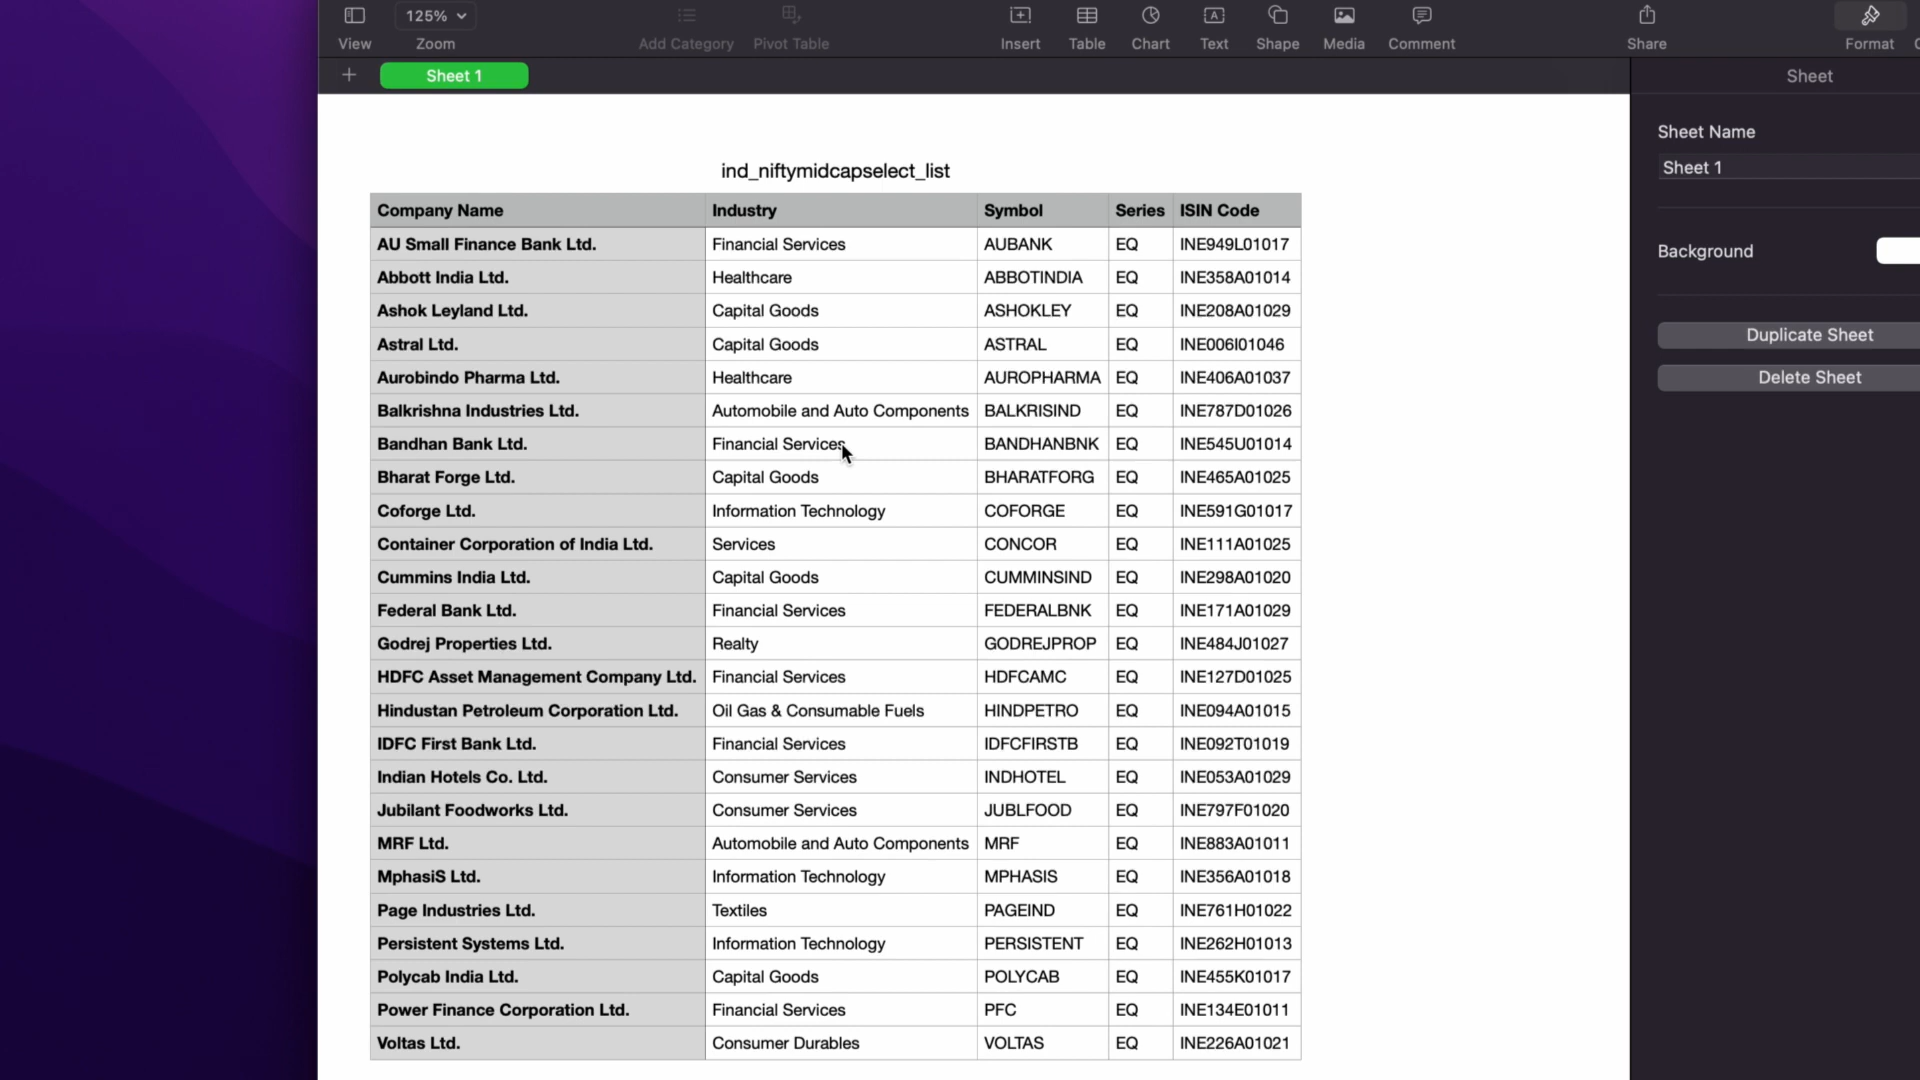 125%
View Zoom Add Category Pivot Table Insert Table Chart Text Shape Media Comment Share Format
Sheet 1 Sheet
Sheet Name
Sheet 1
Background
Duplicate Sheet
Delete Sheet
ind_niftymidcapselect_list
Company Name Industry Symbol Series ISIN Code
AU Small Finance Bank Ltd. Financial Services AUBANK EQ INE949L01017
Abbott India Ltd. Healthcare ABBOTINDIA EQ INE358A01014
Ashok Leyland Ltd. Capital Goods ASHOKLEY EQ INE208A01029
Astral Ltd. Capital Goods ASTRAL EQ INE006I01046
Aurobindo Pharma Ltd. Healthcare AUROPHARMA EQ INE406A01037
Balkrishna Industries Ltd. Automobile and Auto Components BALKRISIND EQ INE787D01026
Bandhan Bank Ltd. Financial Services BANDHANBNK EQ INE545U01014
Bharat Forge Ltd. Capital Goods BHARATFORG EQ INE465A01025
Coforge Ltd. Information Technology COFORGE EQ INE591G01017
Container Corporation of India Ltd. Services CONCOR EQ INE111A01025
Cummins India Ltd. Capital Goods CUMMINSIND EQ INE298A01020
Federal Bank Ltd. Financial Services FEDERALBNK EQ INE171A01029
Godrej Properties Ltd. Realty GODREJPROP EQ INE484J01027
HDFC Asset Management Company Ltd. Financial Services HDFCAMC EQ INE127D01025
Hindustan Petroleum Corporation Ltd. Oil Gas & Consumable Fuels HINDPETRO EQ INE094A01015
IDFC First Bank Ltd. Financial Services IDFCFIRSTB EQ INE092T01019
Indian Hotels Co. Ltd. Consumer Services INDHOTEL EQ INE053A01029
Jubilant Foodworks Ltd. Consumer Services JUBLFOOD EQ INE797F01020
MRF Ltd. Automobile and Auto Components MRF EQ INE883A01011
MphasiS Ltd. Information Technology MPHASIS EQ INE356A01018
Page Industries Ltd. Textiles PAGEIND EQ INE761H01022
Persistent Systems Ltd. Information Technology PERSISTENT EQ INE262H01013
Polycab India Ltd. Capital Goods POLYCAB EQ INE455K01017
Power Finance Corporation Ltd. Financial Services PFC EQ INE134E01011
Voltas Ltd. Consumer Durables VOLTAS EQ INE226A01021